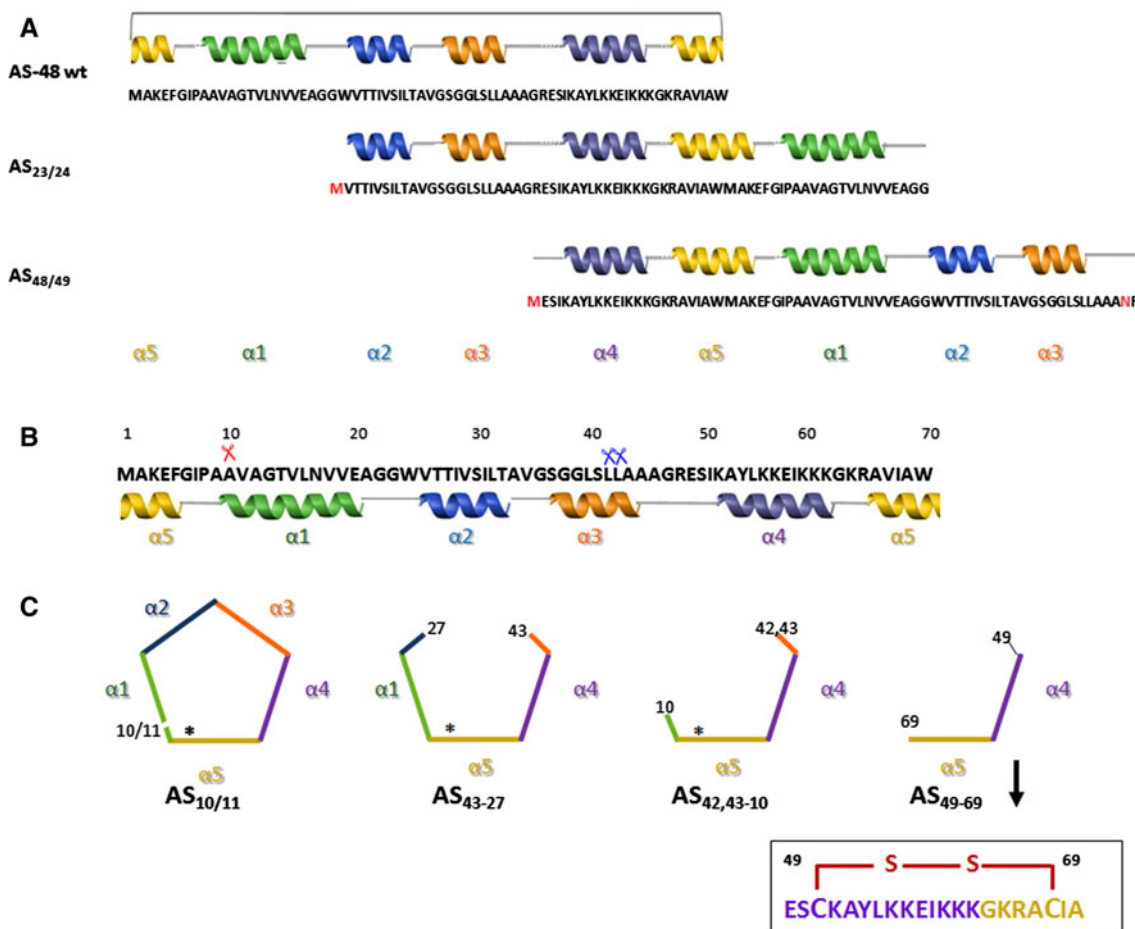 A
AS-48 wt
MAKEFGIPAAVAGTVLNVVEAGGWVTTIVSILTAVGSGGLSLLAAAGRESIKAYLKKEIKKKGKRAVIAW
AS23/24
MVTTIVSILTAVGSGGLSLLAAAGRESIKAYLKKEIKKKGKRAVIAWMAKEFGIPAAVAGTVLNVVEAGG
AS48/49
MESIKAYLKKEIKKKGKRAVIAWMAKEFGIPAAVAGTVLNVVEAGGWVTTIVSILTAVGSGGLSLLAAANR
α5 α1 α2 α3 α4 α5 α1 α2 α3
B
1 10 20 30 40 50 60 70
MAKEFGIPAAVAGTVLNVVEAGGWVTTIVSILTAVGSGGLSLLAAAGRESIKAYLKKEIKKKGKRAVIAW
α5 α1 α2 α3 α4 α5
C
α2 α3 α1 α4 10/11 * α5
AS10/11
27 43 α1 α4 * α5
AS43-27
42,43 10 α4 * α5
AS42,43-10
49 69 α4 α5
AS49-69
49 S S 69
ESCKAYLKKEIKKKGKRACIA